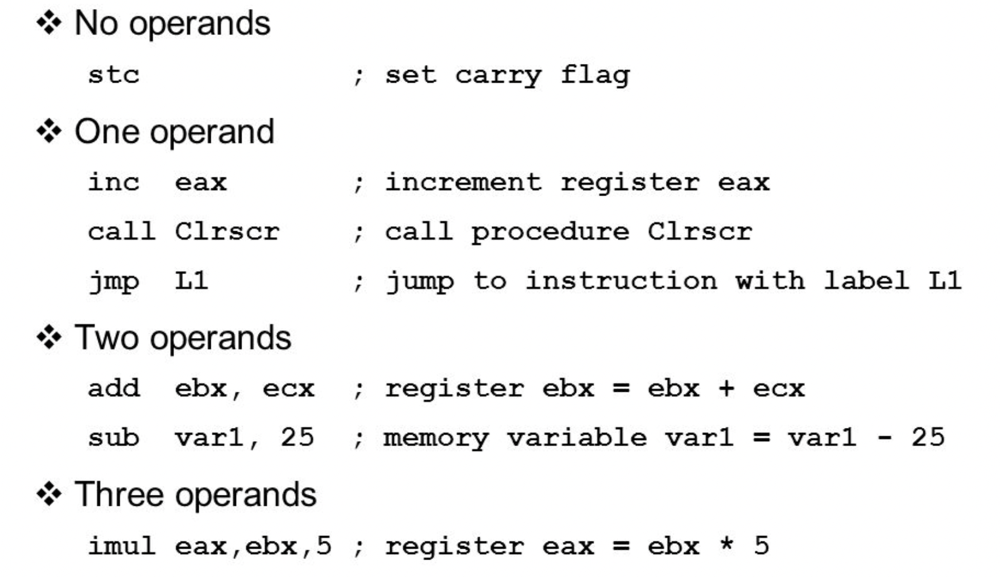 ❖ No operands
stc ; set carry flag
❖ One operand
inc eax ; increment register eax
call Clrscr ; call procedure Clrscr
jmp L1 ; jump to instruction with label L1
❖ Two operands
add ebx, ecx ; register ebx = ebx + ecx
sub var1, 25 ; memory variable var1 = var1 - 25
❖ Three operands
imul eax,ebx,5 ; register eax = ebx * 5